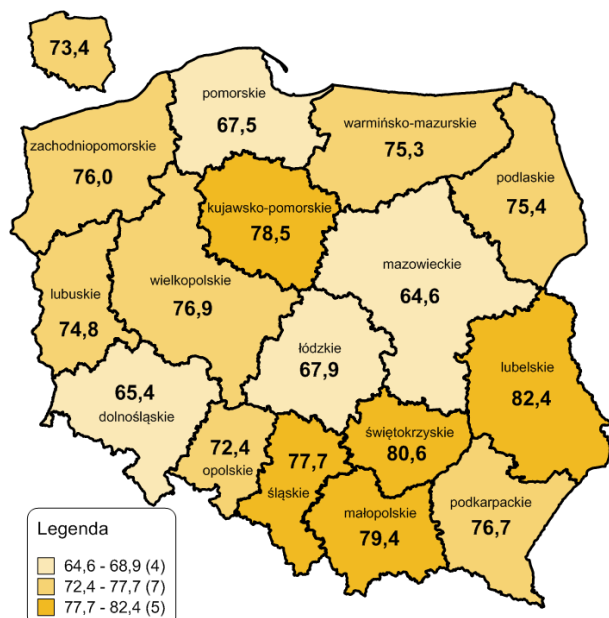 73,4
pomorskie
67,5
warmińsko-mazurskie
75,3
zachodniopomorskie
76,0
podlaskie
75,4
kujawsko-pomorskie
78,5
mazowieckie
64,6
lubuskie
74,8
wielkopolskie
76,9
łódzkie
67,9
lubelskie
82,4
65,4
dolnośląskie
świętokrzyskie
80,6
72,4
opolskie
77,7
śląskie
małopolskie
79,4
podkarpackie
76,7
Legenda
64,6 - 68,9 (4)
72,4 - 77,7 (7)
77,7 - 82,4 (5)